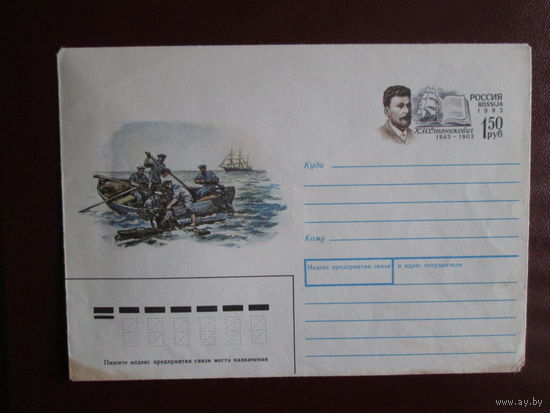 РОССИЯ
ROSSIJA
1993
1 50
руб
К.М.Станюкович
1843–1903
Куда
Кому
Индекс предприятия связи и адрес отправителя
Пишите индекс предприятия связи места назначения
www.ay.by